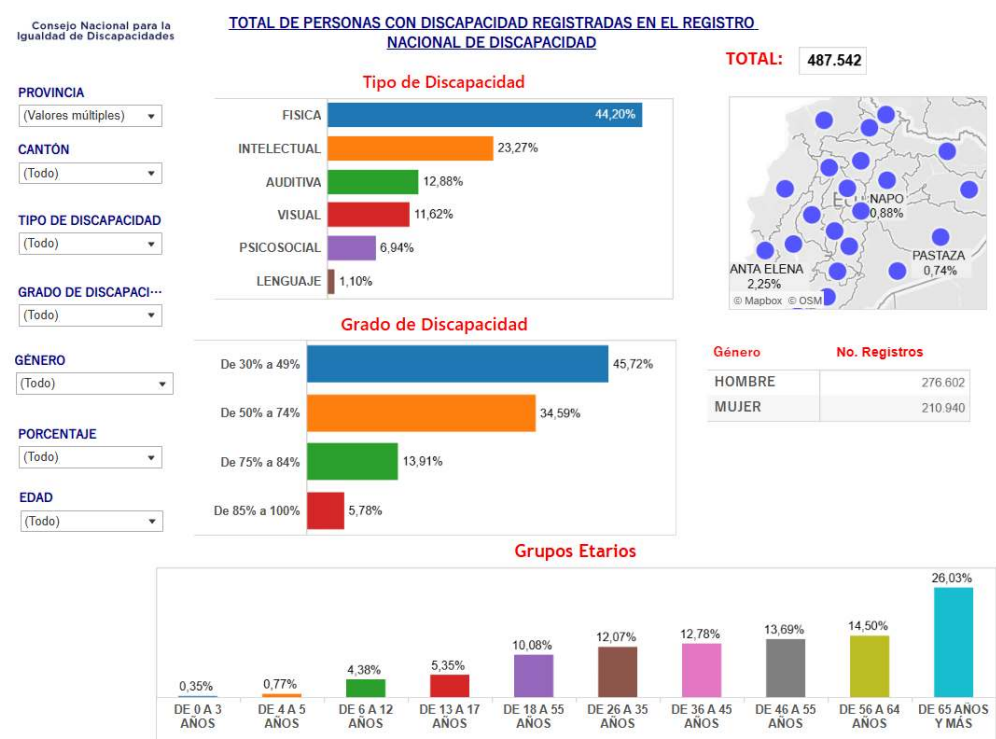 Consejo Nacional para la
Igualdad de Discapacidades
TOTAL DE PERSONAS CON DISCAPACIDAD REGISTRADAS EN EL REGISTRO
NACIONAL DE DISCAPACIDAD
TOTAL: 487.542
PROVINCIA
(Valores múltiples)
CANTÓN
(Todo)
TIPO DE DISCAPACIDAD
(Todo)
GRADO DE DISCAPACI...
(Todo)
GÉNERO
(Todo)
PORCENTAJE
(Todo)
EDAD
(Todo)
Tipo de Discapacidad
FISICA 44,20%
INTELECTUAL 23,27%
AUDITIVA 12,88%
VISUAL 11,62%
PSICOSOCIAL 6,94%
LENGUAJE 1,10%
NAPO
0,88%
PASTAZA
0,74%
ANTA ELENA
2,25%
© Mapbox © OSM
Grado de Discapacidad
De 30% a 49% 45,72%
De 50% a 74% 34,59%
De 75% a 84% 13,91%
De 85% a 100% 5,78%
Género No. Registros
HOMBRE 276.602
MUJER 210.940
Grupos Etarios
0,35% 0,77% 4,38% 5,35% 10,08% 12,07% 12,78% 13,69% 14,50% 26,03%
DE 0 A 3 DE 4 A 5 DE 6 A 12 DE 13 A 17 DE 18 A 55 DE 26 A 35 DE 36 A 45 DE 46 A 55 DE 56 A 64 DE 65 AÑOS
AÑOS AÑOS AÑOS AÑOS AÑOS AÑOS AÑOS AÑOS AÑOS Y MÁS